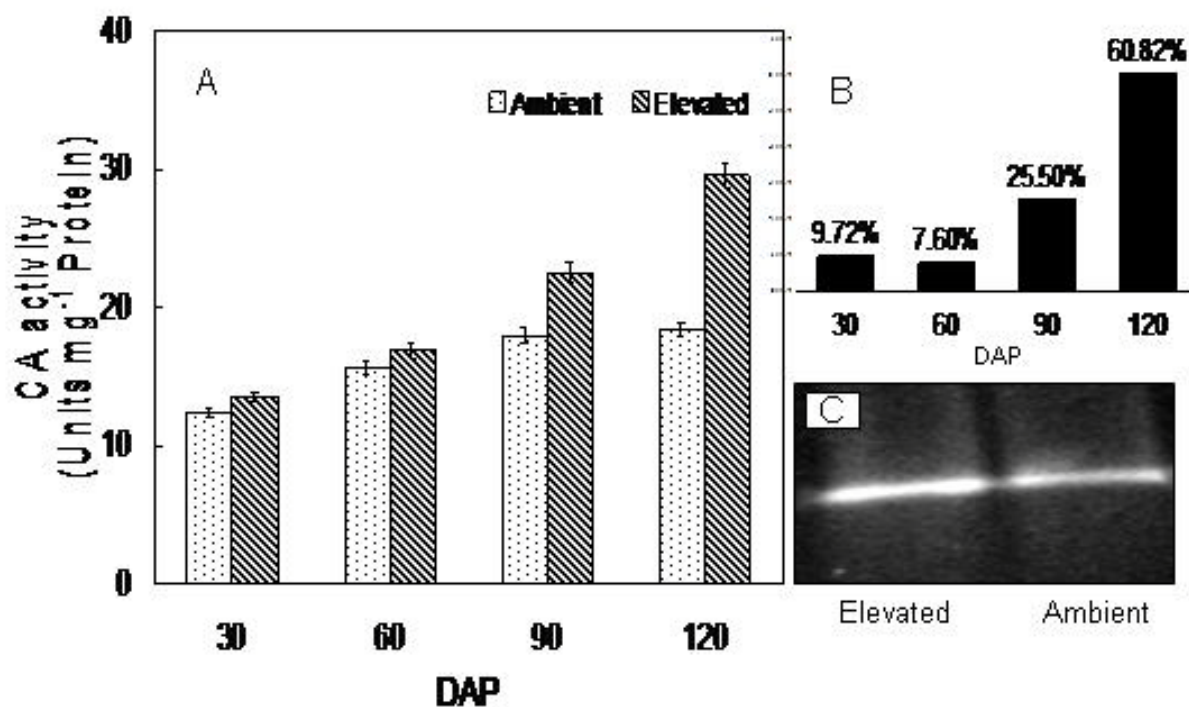 A
Ambient Elevated
40
30
20
10
0
CA activity
(Units mg-1 Protein)
30 60 90 120
DAP
B
9.72% 7.60% 25.50% 60.82%
30 60 90 120
DAP
C
Elevated Ambient